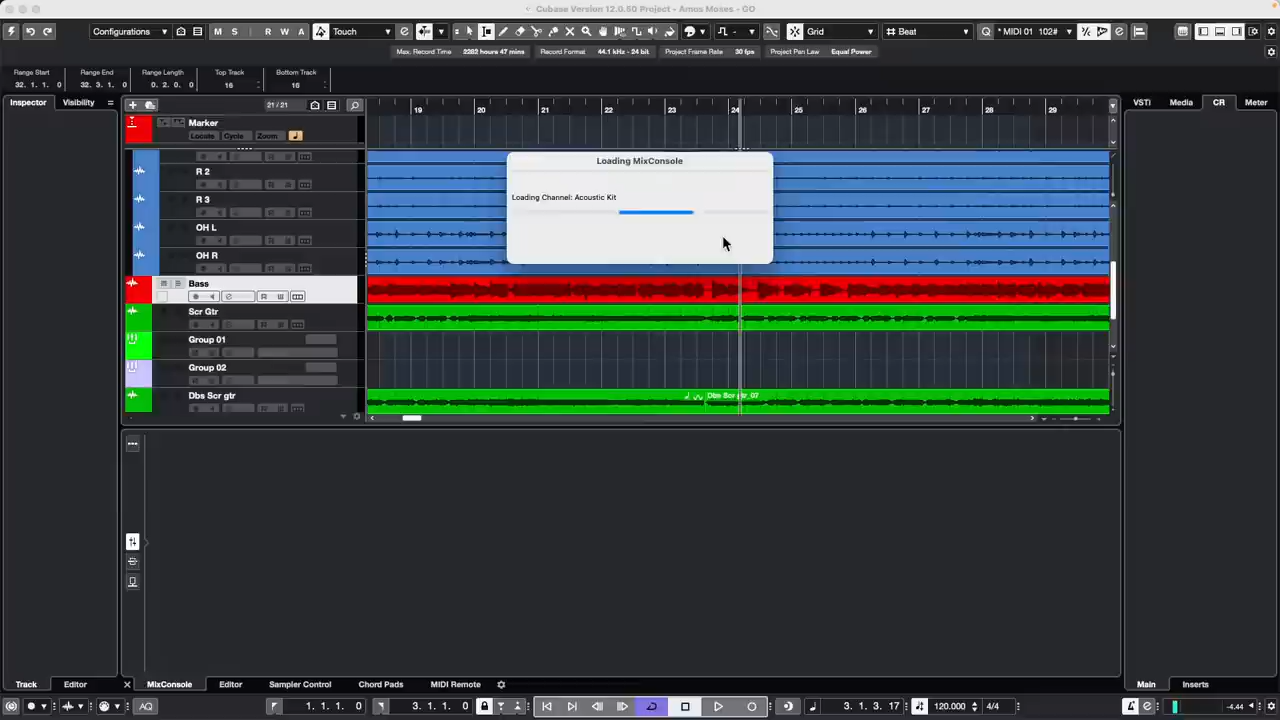 Cubase Version 12.0.50 Project - Amos Moses - GO
Configurations
M S R W A
Touch
Grid
Beat
Q * MIDI 01 102#
Max. Record Time 2282 hours 47 mins
Record Format 44.1 kHz - 24 bit
Project Frame Rate 30 fps
Project Pan Law Equal Power
Range Start Range End Range Length Top Track Bottom Track
32. 1. 1. 0 32. 3. 1. 0 0. 2. 0. 0 16 16
Inspector Visibility
21 / 21
19 20 21 22 23 24 25 26 27 28 29
VSTi Media CR Meter
Marker
Locate Cycle Zoom
Loading MixConsole
Loading Channel: Acoustic Kit
R 2
R 3
OH L
OH R
Bass
Scr Gtr
Group 01
Group 02
Dbs Scr gtr
Track Editor
MixConsole Editor Sampler Control Chord Pads MIDI Remote
Main Inserts
AQ
1. 1. 1. 0
3. 1. 1. 0
3. 1. 3. 17
120.000
4/4
-4.44